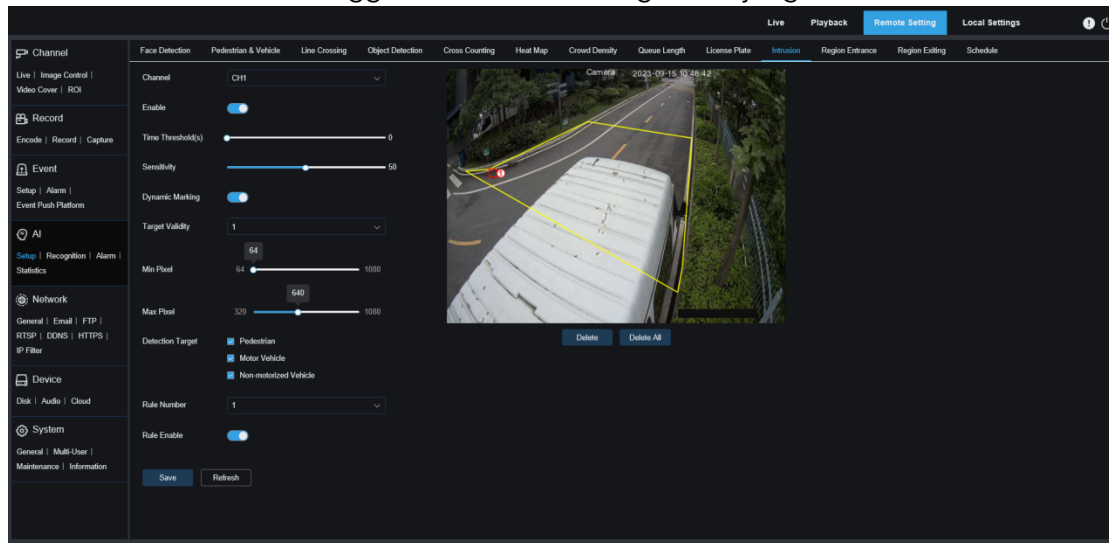 Live Playback Remote Setting Local Settings
Channel
Live | Image Control |
Video Cover | ROI
Record
Encode | Record | Capture
Event
Setup | Alarm |
Event Push Platform
AI
Setup | Recognition | Alarm |
Statistics
Network
General | Email | FTP |
RTSP | DDNS | HTTPS |
IP Filter
Device
Disk | Audio | Cloud
System
General | Multi-User |
Maintenance | Information
Face Detection Pedestrian & Vehicle Line Crossing Object Detection Cross Counting Heat Map Crowd Density Queue Length License Plate Intrusion Region Entrance Region Exiting Schedule
Channel CH1
Enable
Time Threshold(s) 0
Sensitivity 50
Dynamic Marking
Target Validity 1
64
Min Pixel 64 1080
640
Max Pixel 320 1080
Detection Target Pedestrian
Motor Vehicle
Non-motorized Vehicle
Rule Number 1
Rule Enable
Save Refresh
Camera 2023-09-15 10:48:42
1
Delete Delete All